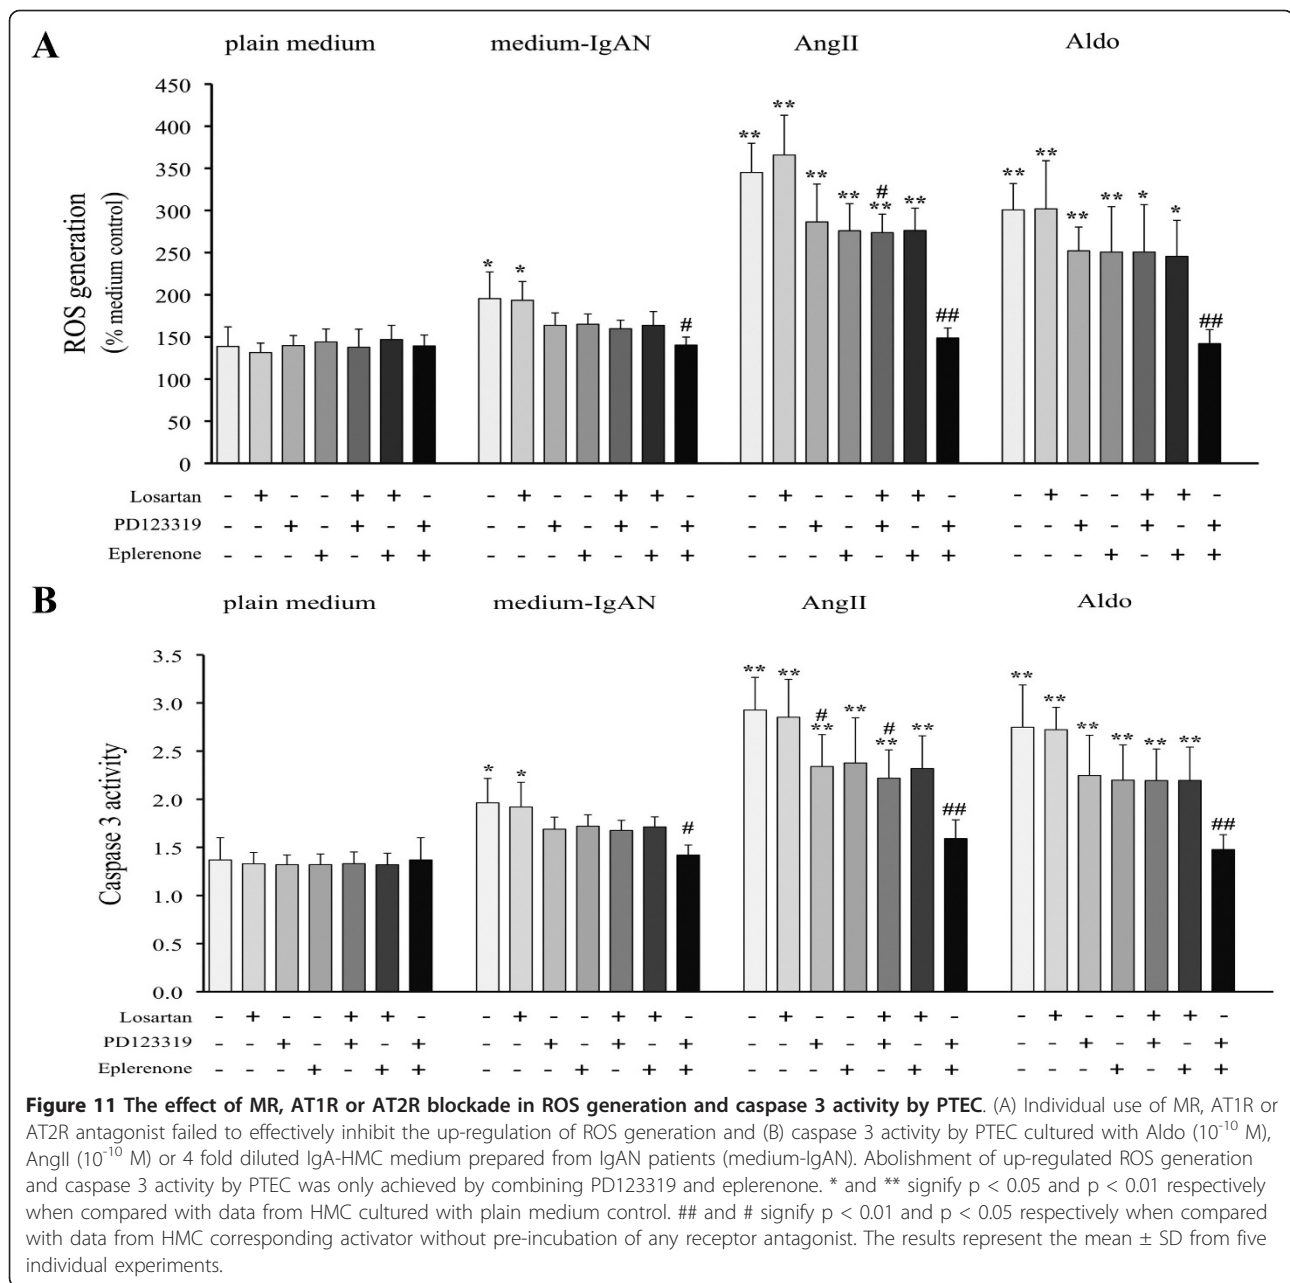 A
plain medium medium-IgAN AngII Aldo
ROS generation
(% medium control)
450
400
350
300
250
200
150
100
50
0
* * # ** ** ** ** # ** ** ## ** ** ** ** * * ##
Losartan - + - - + + - - + - - + + - - + - - + + - - + - - + + -
PD123319 - - + - + - + - - + - + - + - - + - + - + - - + - + - +
Eplerenone - - - + - + + - - - + - + + - - - + - + + - - - + - + +
B
plain medium medium-IgAN AngII Aldo
Caspase 3 activity
3.5
3.0
2.5
2.0
1.5
1.0
0.5
0.0
* * # ** ** # ** ** # ** ** ## ** ** ** ** ** ** ##
Losartan - + - - + + - - + - - + + - - + - - + + - - + - - + + -
PD123319 - - + - + - + - - + - + - + - - + - + - + - - + - + - +
Eplerenone - - - + - + + - - - + - + + - - - + - + + - - - + - + +
Figure 11 The effect of MR, AT1R or AT2R blockade in ROS generation and caspase 3 activity by PTEC. (A) Individual use of MR, AT1R or
AT2R antagonist failed to effectively inhibit the up-regulation of ROS generation and (B) caspase 3 activity by PTEC cultured with Aldo (10⁻¹⁰ M),
AngII (10⁻¹⁰ M) or 4 fold diluted IgA-HMC medium prepared from IgAN patients (medium-IgAN). Abolishment of up-regulated ROS generation
and caspase 3 activity by PTEC was only achieved by combining PD123319 and eplerenone. * and ** signify p < 0.05 and p < 0.01 respectively
when compared with data from HMC cultured with plain medium control. ## and # signify p < 0.01 and p < 0.05 respectively when compared
with data from HMC corresponding activator without pre-incubation of any receptor antagonist. The results represent the mean ± SD from five
individual experiments.